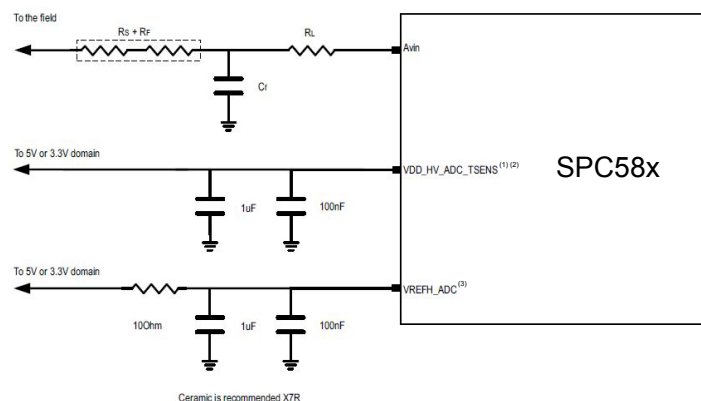 To the field
RS + RF
RL
Avin
Cf
To 5V or 3.3V domain
VDD_HV_ADC_TSENS(1) (2)
SPC58x
1uF
100nF
To 5V or 3.3V domain
VREFH_ADC(3)
10Ohm
1uF
100nF
Ceramic is recommended X7R